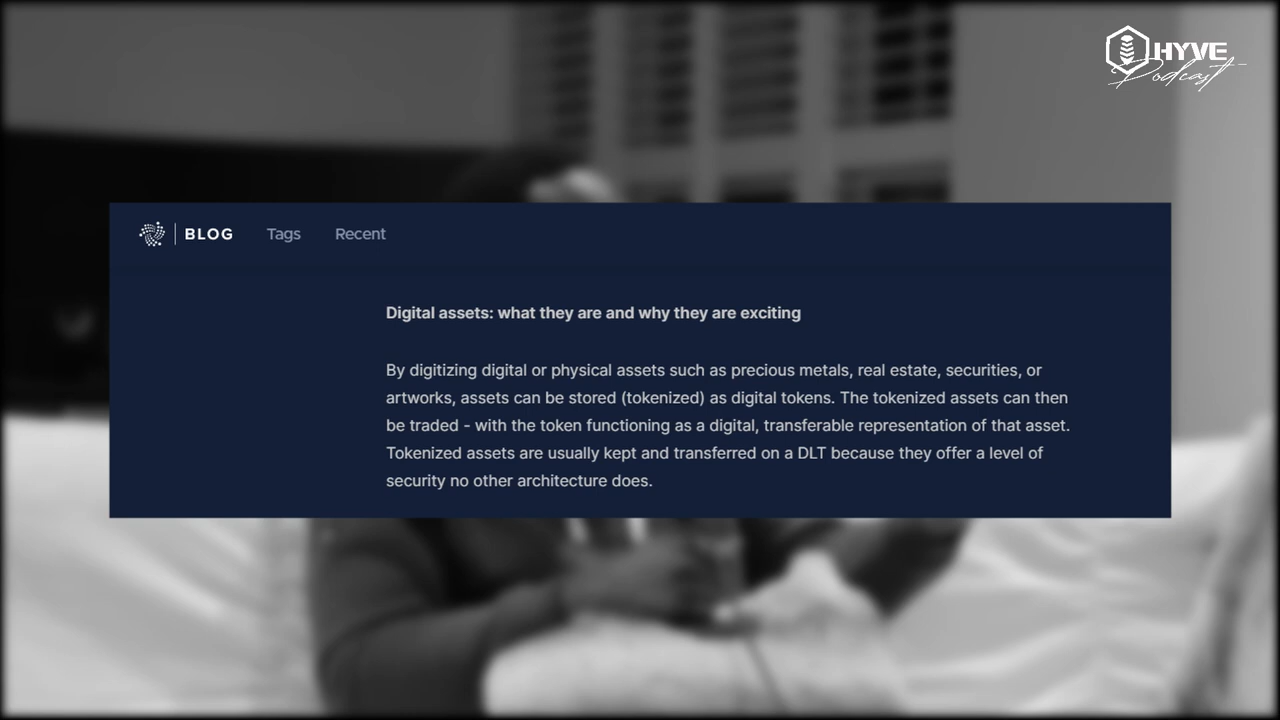 HYVE
Podcast
BLOG Tags Recent
Digital assets: what they are and why they are exciting
By digitizing digital or physical assets such as precious metals, real estate, securities, or
artworks, assets can be stored (tokenized) as digital tokens. The tokenized assets can then
be traded - with the token functioning as a digital, transferable representation of that asset.
Tokenized assets are usually kept and transferred on a DLT because they offer a level of
security no other architecture does.